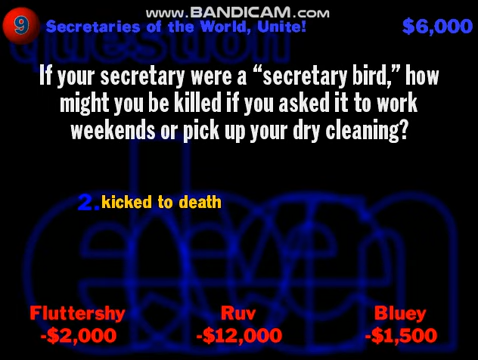 www.BANDICAM.com
9 Secretaries of the World, Unite! $6,000
question
If your secretary were a “secretary bird,” how
might you be killed if you asked it to work
weekends or pick up your dry cleaning?
2. kicked to death
eleven
Fluttershy Ruv Bluey
-$2,000 -$12,000 -$1,500